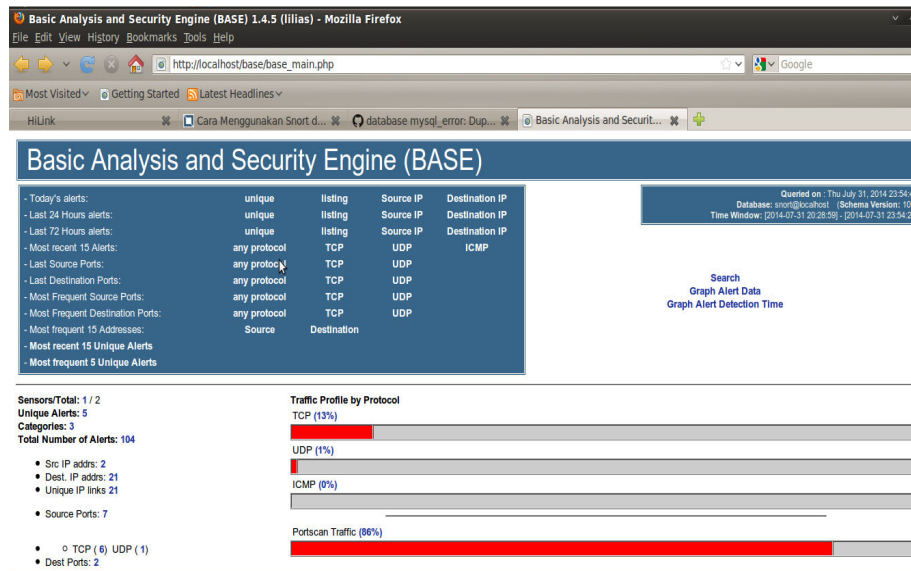 Basic Analysis and Security Engine (BASE) 1.4.5 (lilias) - Mozilla Firefox
File Edit View History Bookmarks Tools Help
http://localhost/base/base_main.php
Google
Most Visited
Getting Started
Latest Headlines
HiLink
Cara Menggunakan Snort d...
database mysql_error: Dup...
Basic Analysis and Securit...
Basic Analysis and Security Engine (BASE)
- Today's alerts: unique listing Source IP Destination IP
- Last 24 Hours alerts: unique listing Source IP Destination IP
- Last 72 Hours alerts: unique listing Source IP Destination IP
- Most recent 15 Alerts: any protocol TCP UDP ICMP
- Last Source Ports: any protocol TCP UDP
- Last Destination Ports: any protocol TCP UDP
- Most Frequent Source Ports: any protocol TCP UDP
- Most Frequent Destination Ports: any protocol TCP UDP
- Most frequent 15 Addresses: Source Destination
- Most recent 15 Unique Alerts
- Most frequent 5 Unique Alerts
Queried on : Thu July 31, 2014 23:54:
Database: snort@localhost (Schema Version: 10
Time Window: [2014-07-31 20:28:59] - [2014-07-31 23:54:2
Search
Graph Alert Data
Graph Alert Detection Time
Sensors/Total: 1 / 2
Unique Alerts: 5
Categories: 3
Total Number of Alerts: 104
Src IP addrs: 2
Dest. IP addrs: 21
Unique IP links 21
Source Ports: 7
TCP ( 6) UDP ( 1)
Dest Ports: 2
Traffic Profile by Protocol
TCP (13%)
UDP (1%)
ICMP (0%)
Portscan Traffic (86%)